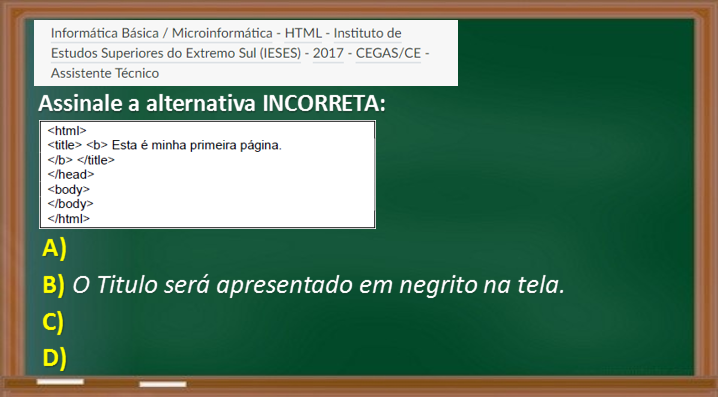 Informática Básica / Microinformática - HTML - Instituto de
Estudos Superiores do Extremo Sul (IESES) - 2017 - CEGAS/CE -
Assistente Técnico
Assinale a alternativa INCORRETA:
<html>
<title> <b> Esta é minha primeira página.
</b> </title>
</head>
<body>
</body>
</html>
A)
B) O Titulo será apresentado em negrito na tela.
C)
D)